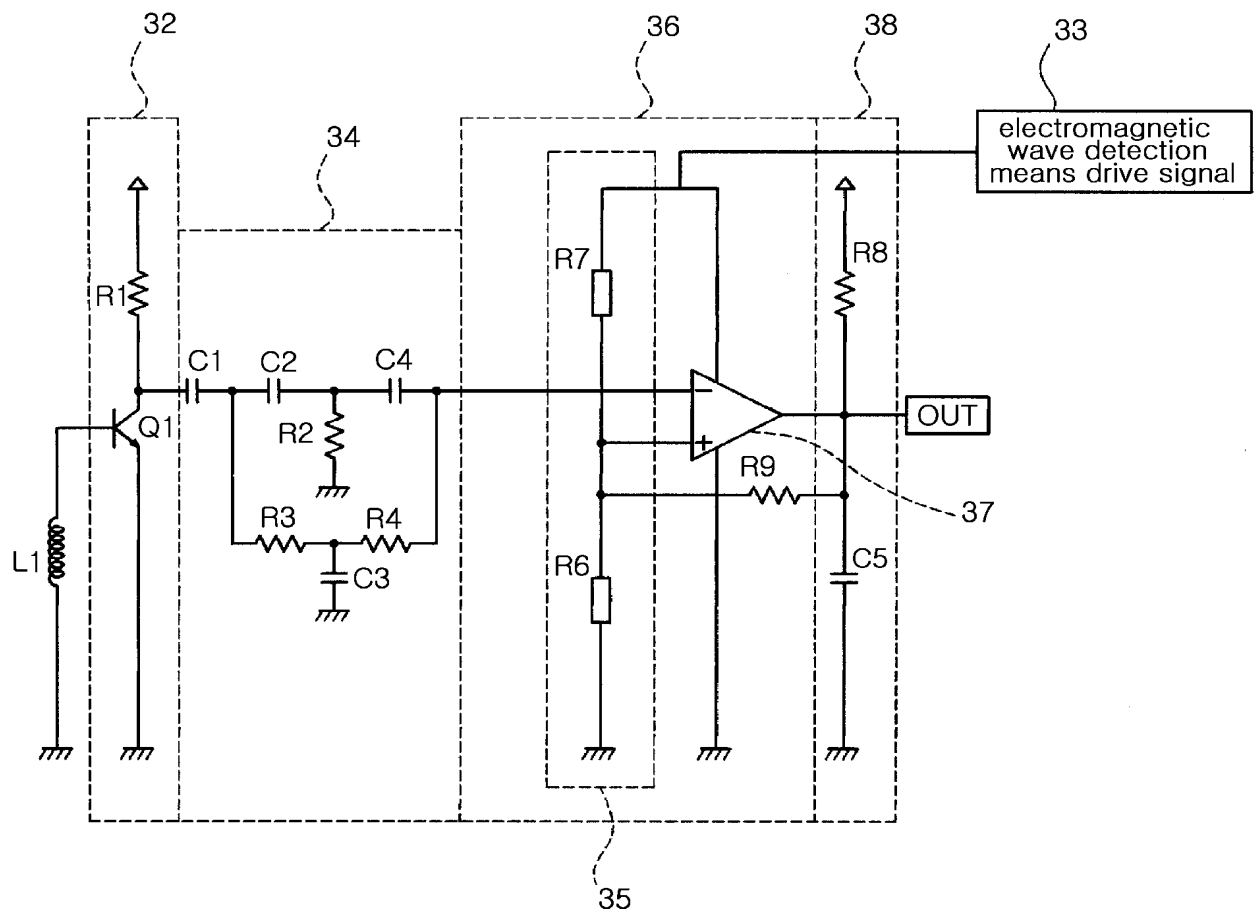 32
36
38
33
electromagnetic
wave detection
means drive signal
34
R1
R7
R8
C1
C2
C4
Q1
R2
−
+
OUT
R9
37
L1
R3
R4
C3
R6
C5
35